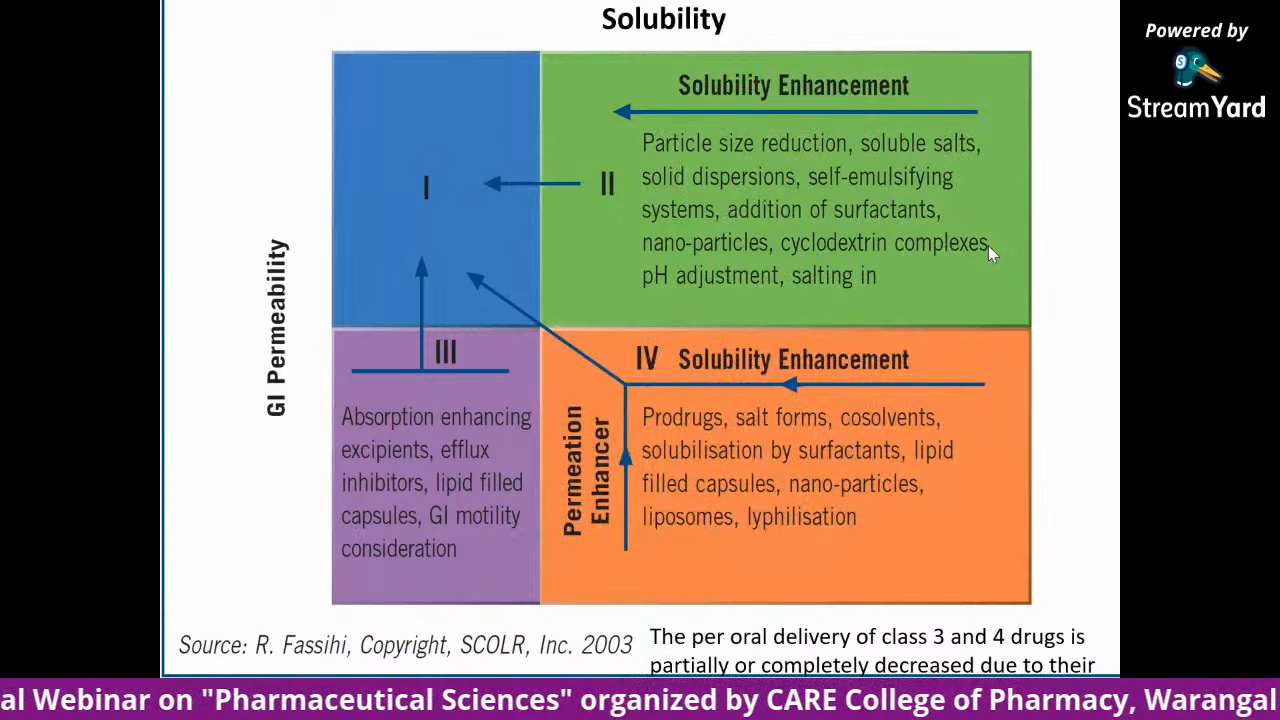 Solubility
Powered by
StreamYard
Solubility Enhancement
Particle size reduction, soluble salts,
solid dispersions, self-emulsifying
systems, addition of surfactants,
nano-particles, cyclodextrin complexes,
pH adjustment, salting in
I
II
GI Permeability
III
Absorption enhancing
excipients, efflux
inhibitors, lipid filled
capsules, GI motility
consideration
IV Solubility Enhancement
Permeation
Enhancer
Prodrugs, salt forms, cosolvents,
solubilisation by surfactants, lipid
filled capsules, nano-particles,
liposomes, lyphilisation
Source: R. Fassihi, Copyright, SCOLR, Inc. 2003
The per oral delivery of class 3 and 4 drugs is
partially or completely decreased due to their
al Webinar on "Pharmaceutical Sciences" organized by CARE College of Pharmacy, Warangal